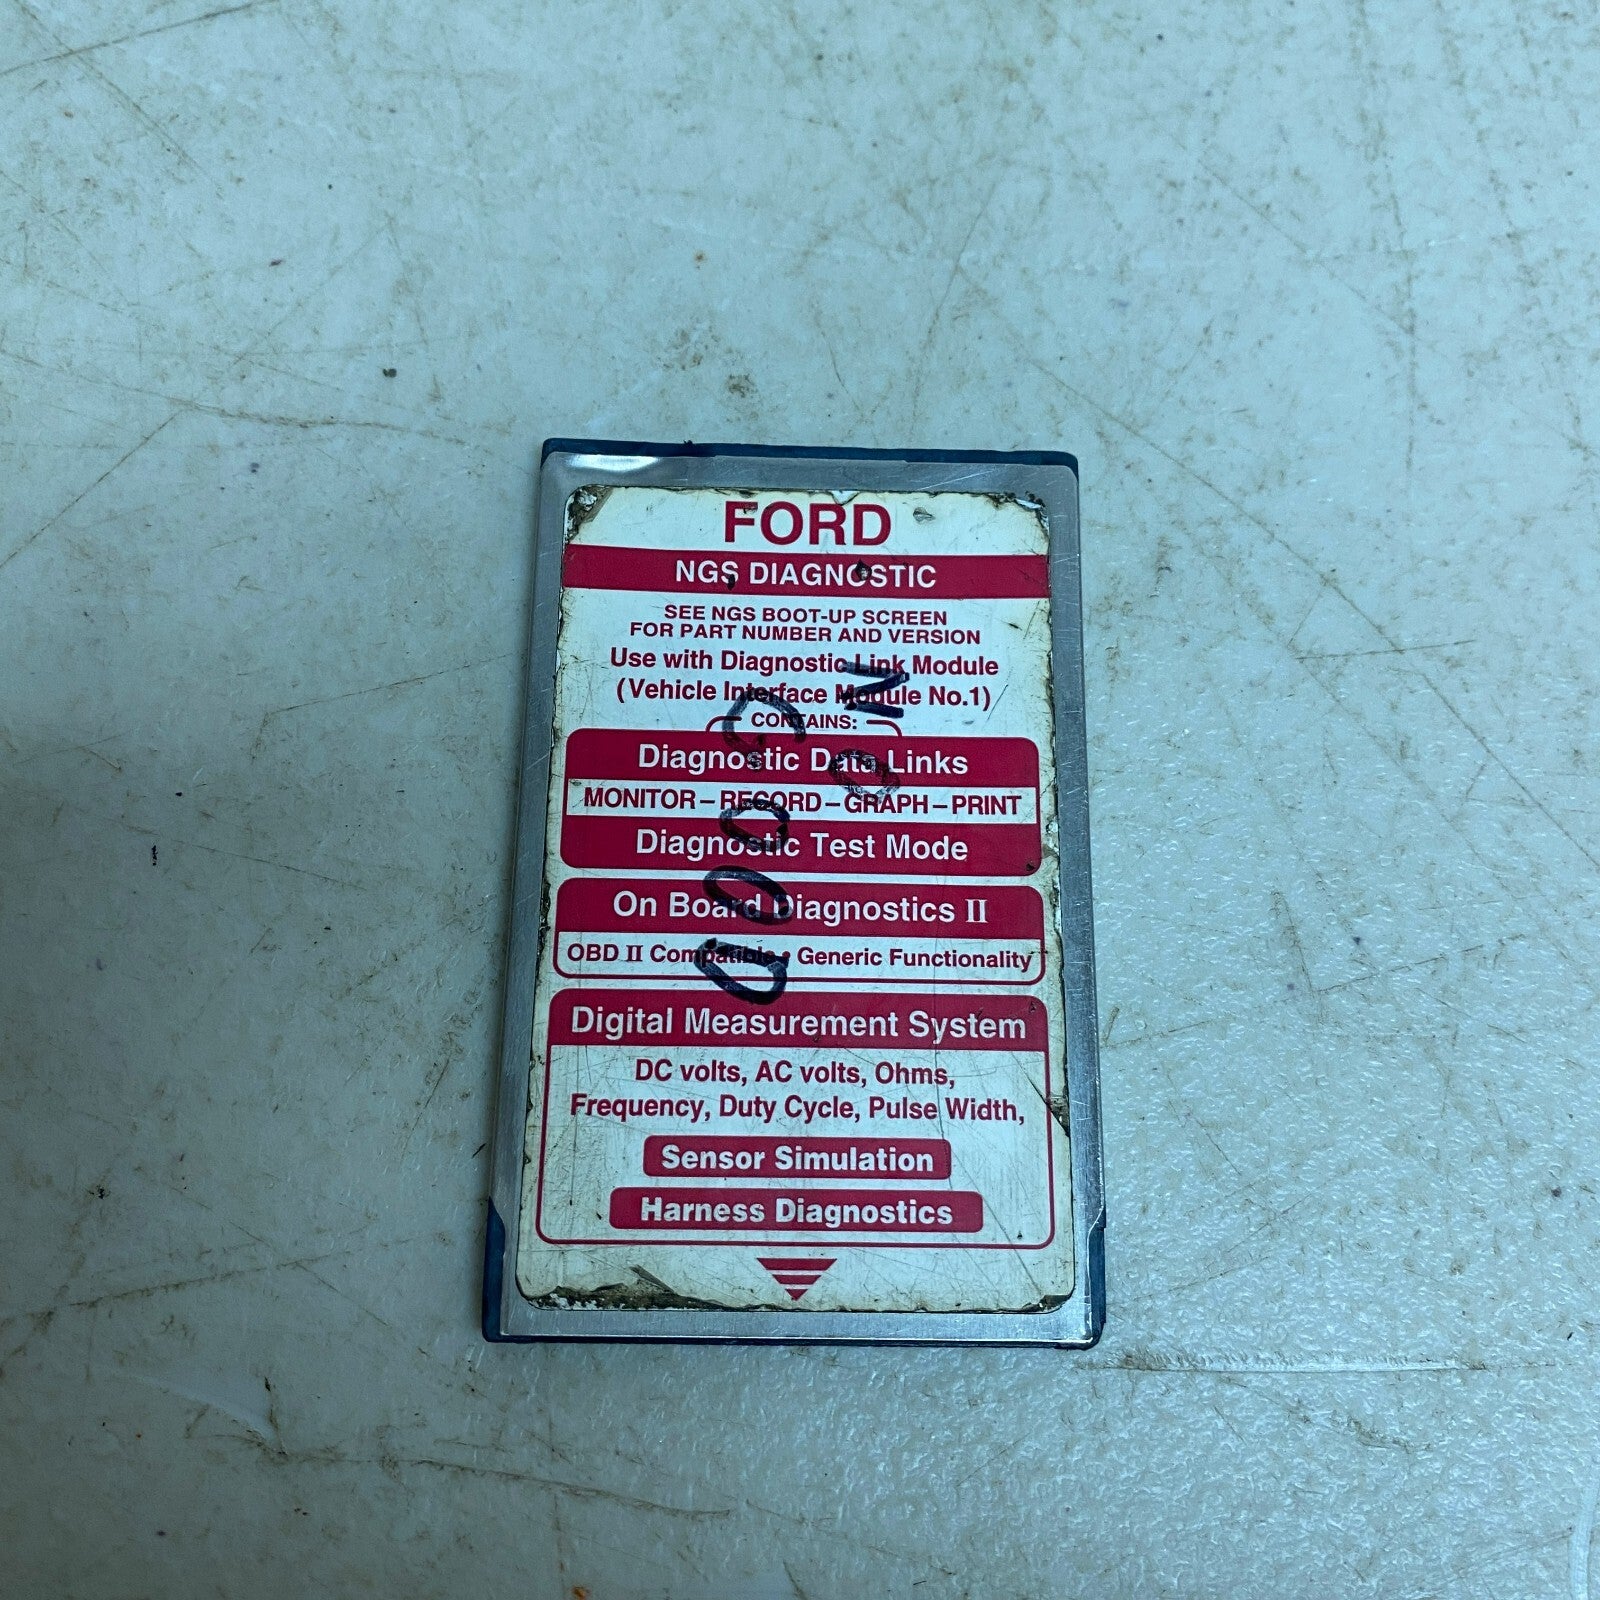 FORD
NGS DIAGNOSTIC
SEE NGS BOOT-UP SCREEN
FOR PART NUMBER AND VERSION
Use with Diagnostic Link Module
(Vehicle Interface Module No.1)
CONTAINS:
Diagnostic Data Links
MONITOR – RECORD – GRAPH – PRINT
Diagnostic Test Mode
On Board Diagnostics II
OBD II Compatible • Generic Functionality
Digital Measurement System
DC volts, AC volts, Ohms,
Frequency, Duty Cycle, Pulse Width,
Sensor Simulation
Harness Diagnostics